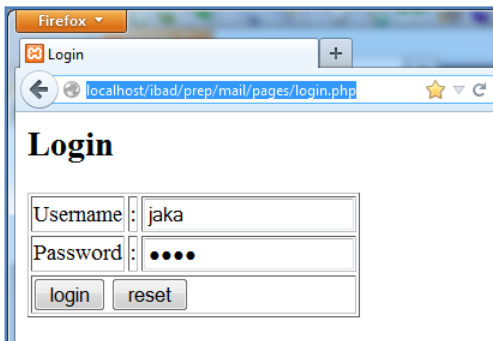 Firefox
Login
localhost/ibad/prep/mail/pages/login.php
Login
Username : jaka
Password : ••••
login reset